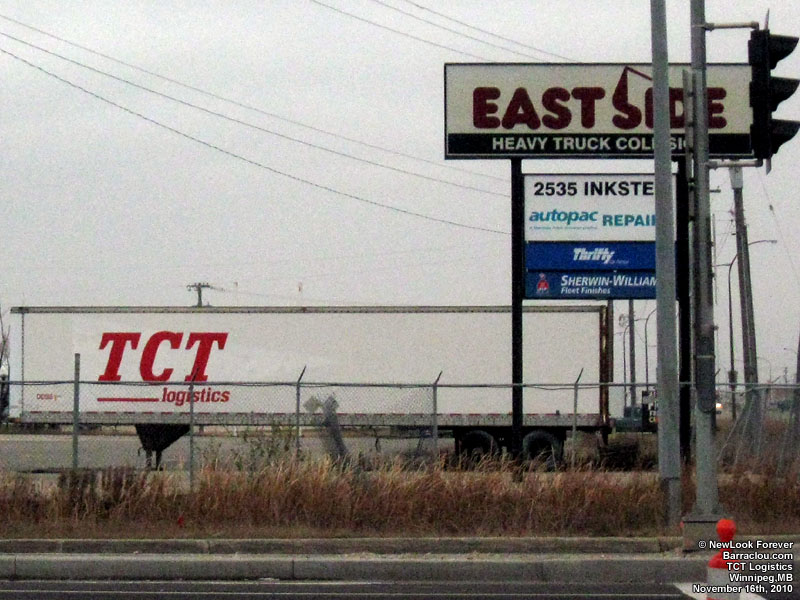 EAST SIDE
HEAVY TRUCK COLLISION
2535 INKSTE
autopac REPAIR
Thrifty
SHERWIN-WILLIAM
Fleet Finishes
TCT
logistics
© NewLook Forever
Barraclou.com
TCT Logistics
Winnipeg,MB
November 16th, 2010